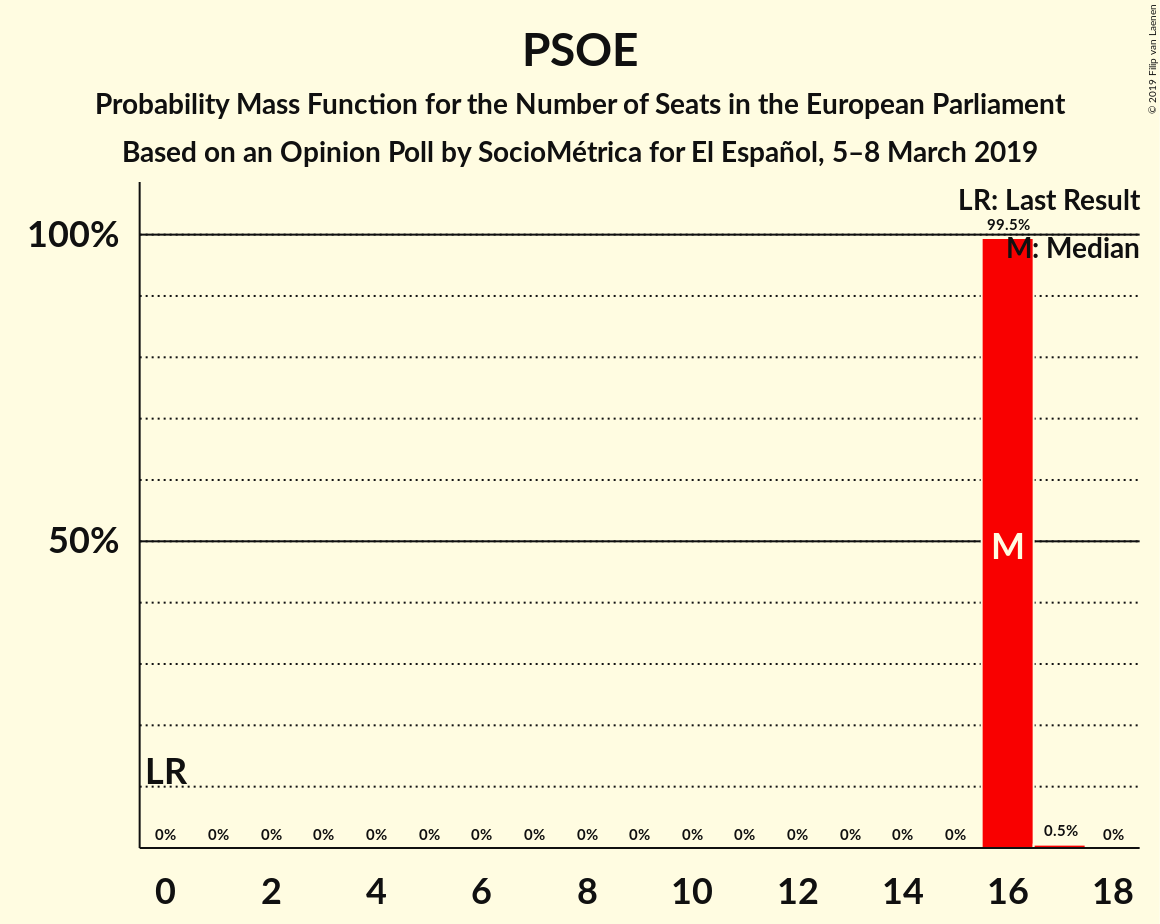 PSOE
Probability Mass Function for the Number of Seats in the European Parliament
Based on an Opinion Poll by SocioMétrica for El Español, 5–8 March 2019
© 2019 Filip van Laenen
LR: Last Result
M: Median
100%
50%
99.5%
M
LR
0% 0% 0% 0% 0% 0% 0% 0% 0% 0% 0% 0% 0% 0% 0% 0% 0.5% 0%
0 2 4 6 8 10 12 14 16 18